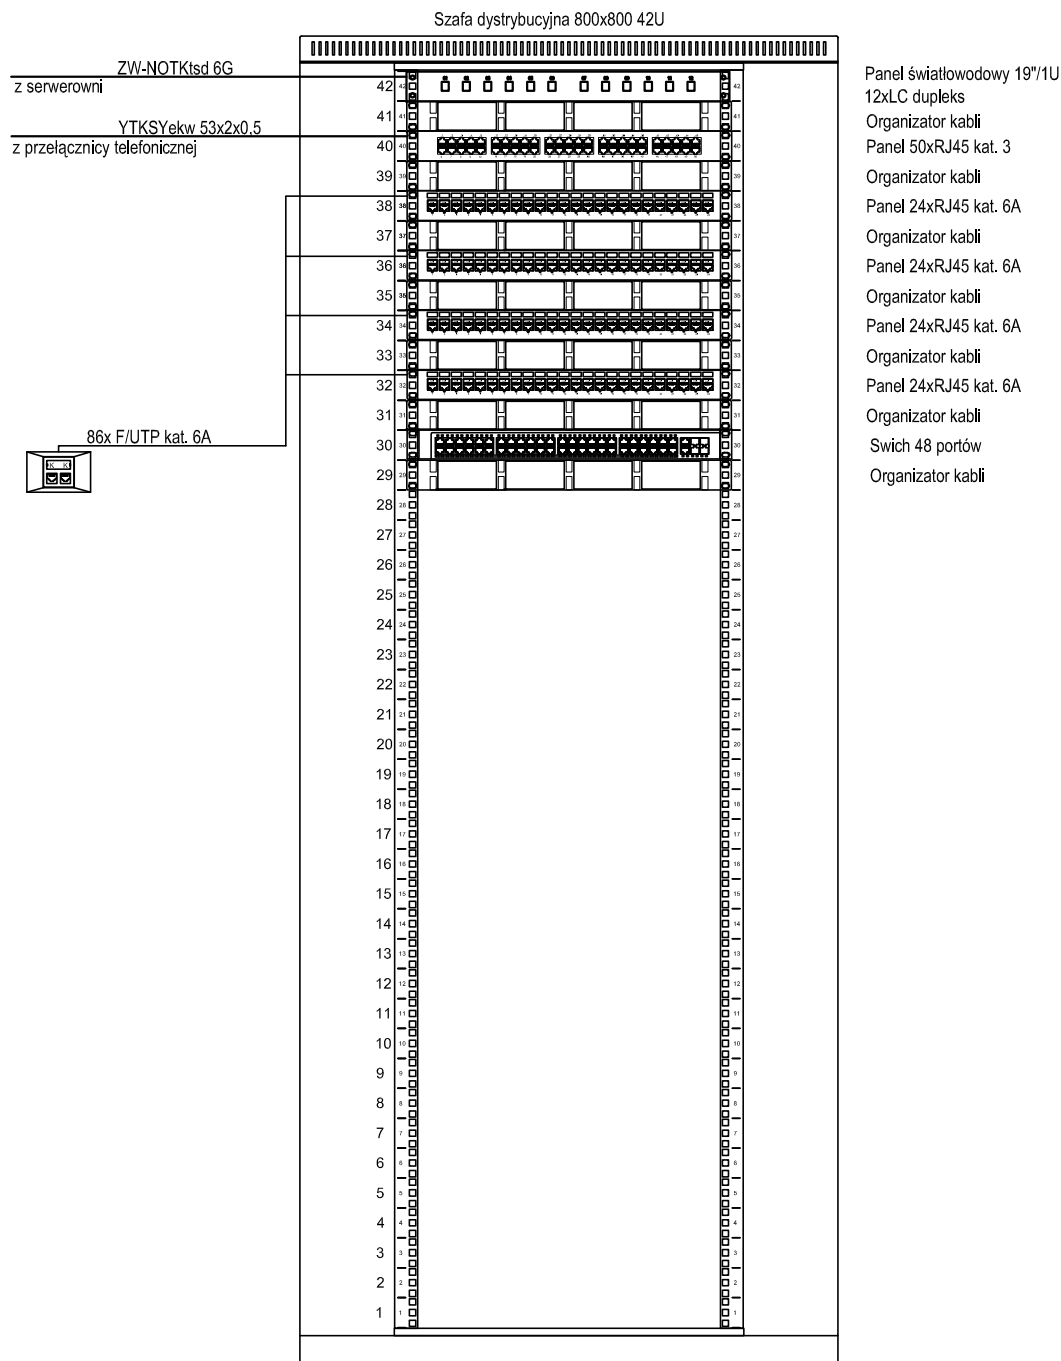 Szafa dystrybucyjna 800x800 42U
ZW-NOTKtsd 6G
z serwerowni
YTKSYekw 53x2x0,5
z przełącznicy telefonicznej
86x F/UTP kat. 6A
K K
42
41
40
39
38
37
36
35
34
33
32
31
30
29
28
27
26
25
24
23
22
21
20
19
18
17
16
15
14
13
12
11
10
9
8
7
6
5
4
3
2
1
Panel światłowodowy 19"/1U
12xLC dupleks
Organizator kabli
Panel 50xRJ45 kat. 3
Organizator kabli
Panel 24xRJ45 kat. 6A
Organizator kabli
Panel 24xRJ45 kat. 6A
Organizator kabli
Panel 24xRJ45 kat. 6A
Organizator kabli
Panel 24xRJ45 kat. 6A
Organizator kabli
Swich 48 portów
Organizator kabli